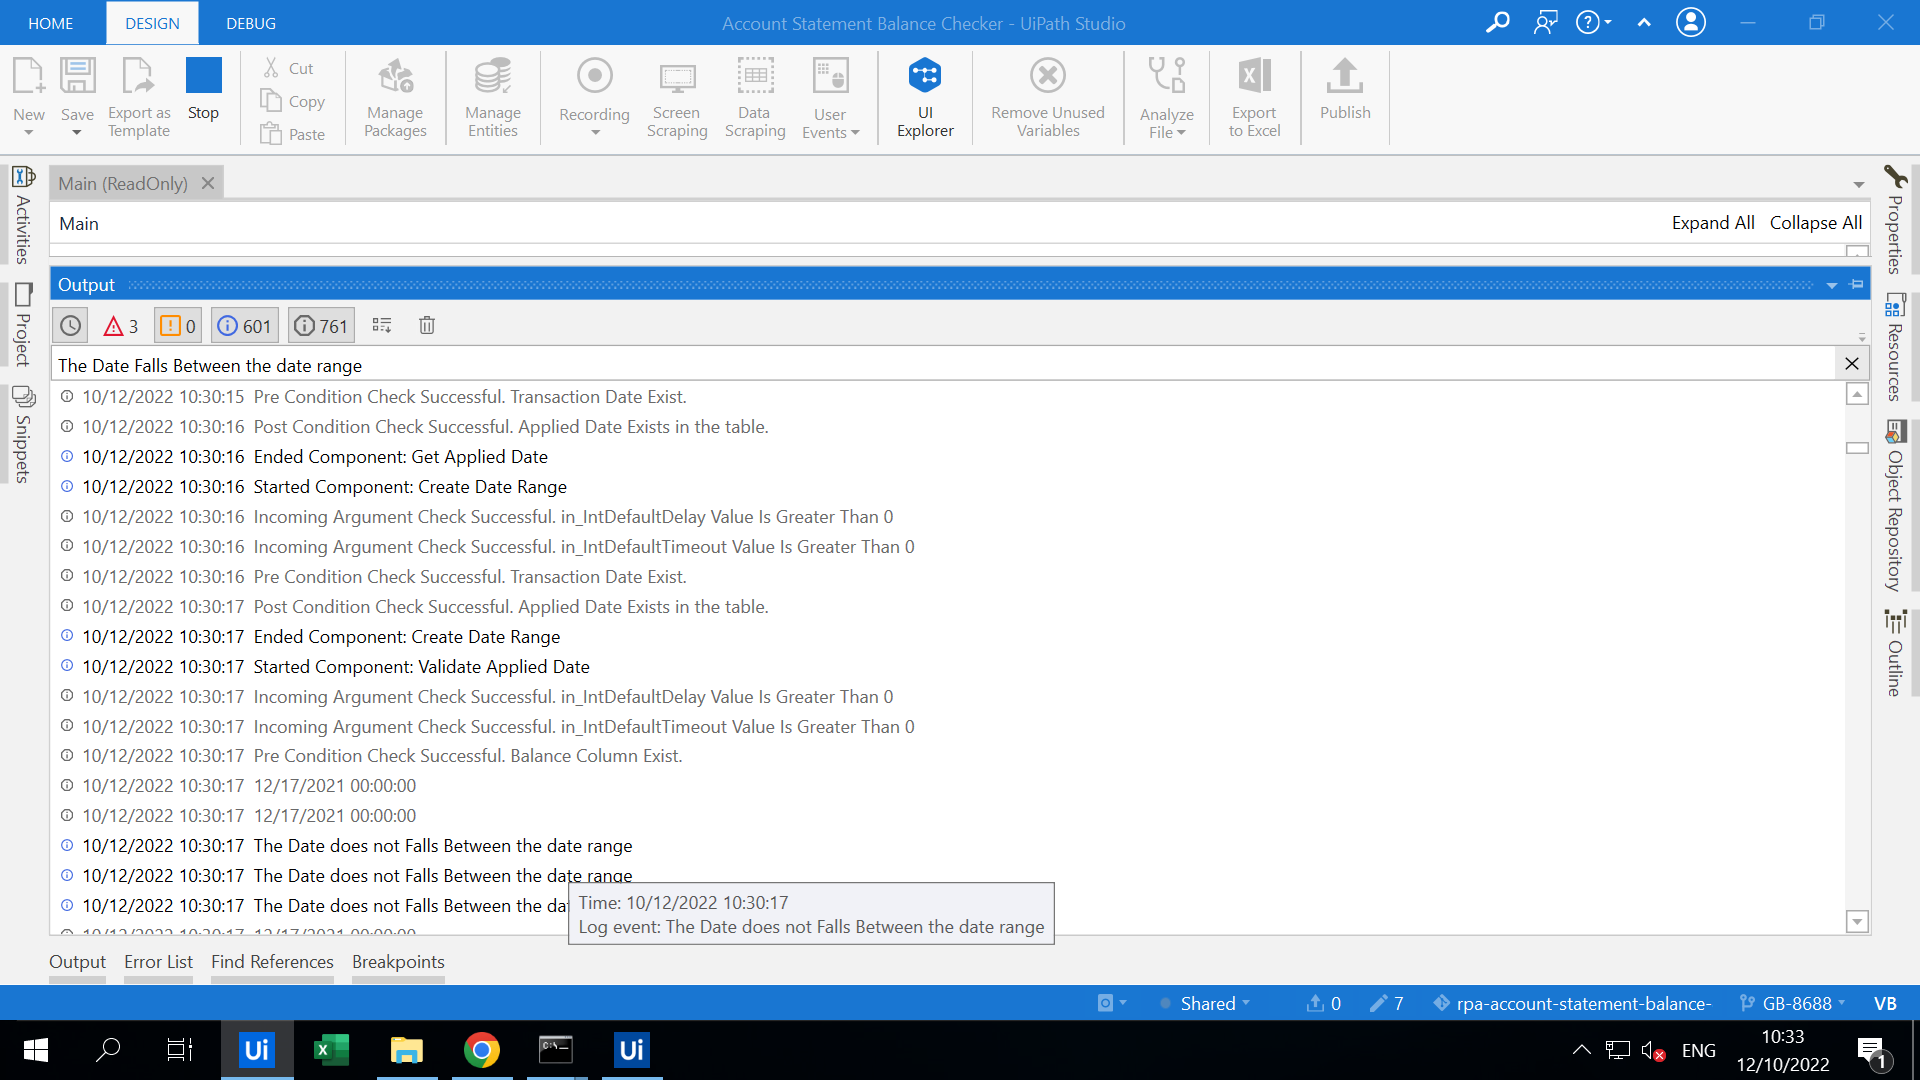 HOME
DESIGN
DEBUG
Account Statement Balance Checker - UiPath Studio
New
Save
Export as
Template
Stop
Cut
Copy
Paste
Manage
Packages
Manage
Entities
Recording
Screen
Scraping
Data
Scraping
User
Events
UI
Explorer
Remove Unused
Variables
Analyze
File
Export
to Excel
Publish
Activities
Project
Snippets
Main (ReadOnly)
Main
Expand All
Collapse All
Output
3
0
601
761
The Date Falls Between the date range
10/12/2022 10:30:15 Pre Condition Check Successful. Transaction Date Exist.
10/12/2022 10:30:16 Post Condition Check Successful. Applied Date Exists in the table.
10/12/2022 10:30:16 Ended Component: Get Applied Date
10/12/2022 10:30:16 Started Component: Create Date Range
10/12/2022 10:30:16 Incoming Argument Check Successful. in_IntDefaultDelay Value Is Greater Than 0
10/12/2022 10:30:16 Incoming Argument Check Successful. in_IntDefaultTimeout Value Is Greater Than 0
10/12/2022 10:30:16 Pre Condition Check Successful. Transaction Date Exist.
10/12/2022 10:30:17 Post Condition Check Successful. Applied Date Exists in the table.
10/12/2022 10:30:17 Ended Component: Create Date Range
10/12/2022 10:30:17 Started Component: Validate Applied Date
10/12/2022 10:30:17 Incoming Argument Check Successful. in_IntDefaultDelay Value Is Greater Than 0
10/12/2022 10:30:17 Incoming Argument Check Successful. in_IntDefaultTimeout Value Is Greater Than 0
10/12/2022 10:30:17 Pre Condition Check Successful. Balance Column Exist.
10/12/2022 10:30:17 12/17/2021 00:00:00
10/12/2022 10:30:17 12/17/2021 00:00:00
10/12/2022 10:30:17 The Date does not Falls Between the date range
10/12/2022 10:30:17 The Date does not Falls Between the date range
10/12/2022 10:30:17 The Date does not Falls Between the
10/12/2022 10:30:17 12/17/2021 00:00:00
Time: 10/12/2022 10:30:17
Log event: The Date does not Falls Between the date range
Properties
Resources
Object Repository
Outline
Output
Error List
Find References
Breakpoints
Shared
0
7
rpa-account-statement-balance-
GB-8688
VB
Ui
Ui
ENG
10:33
12/10/2022
1